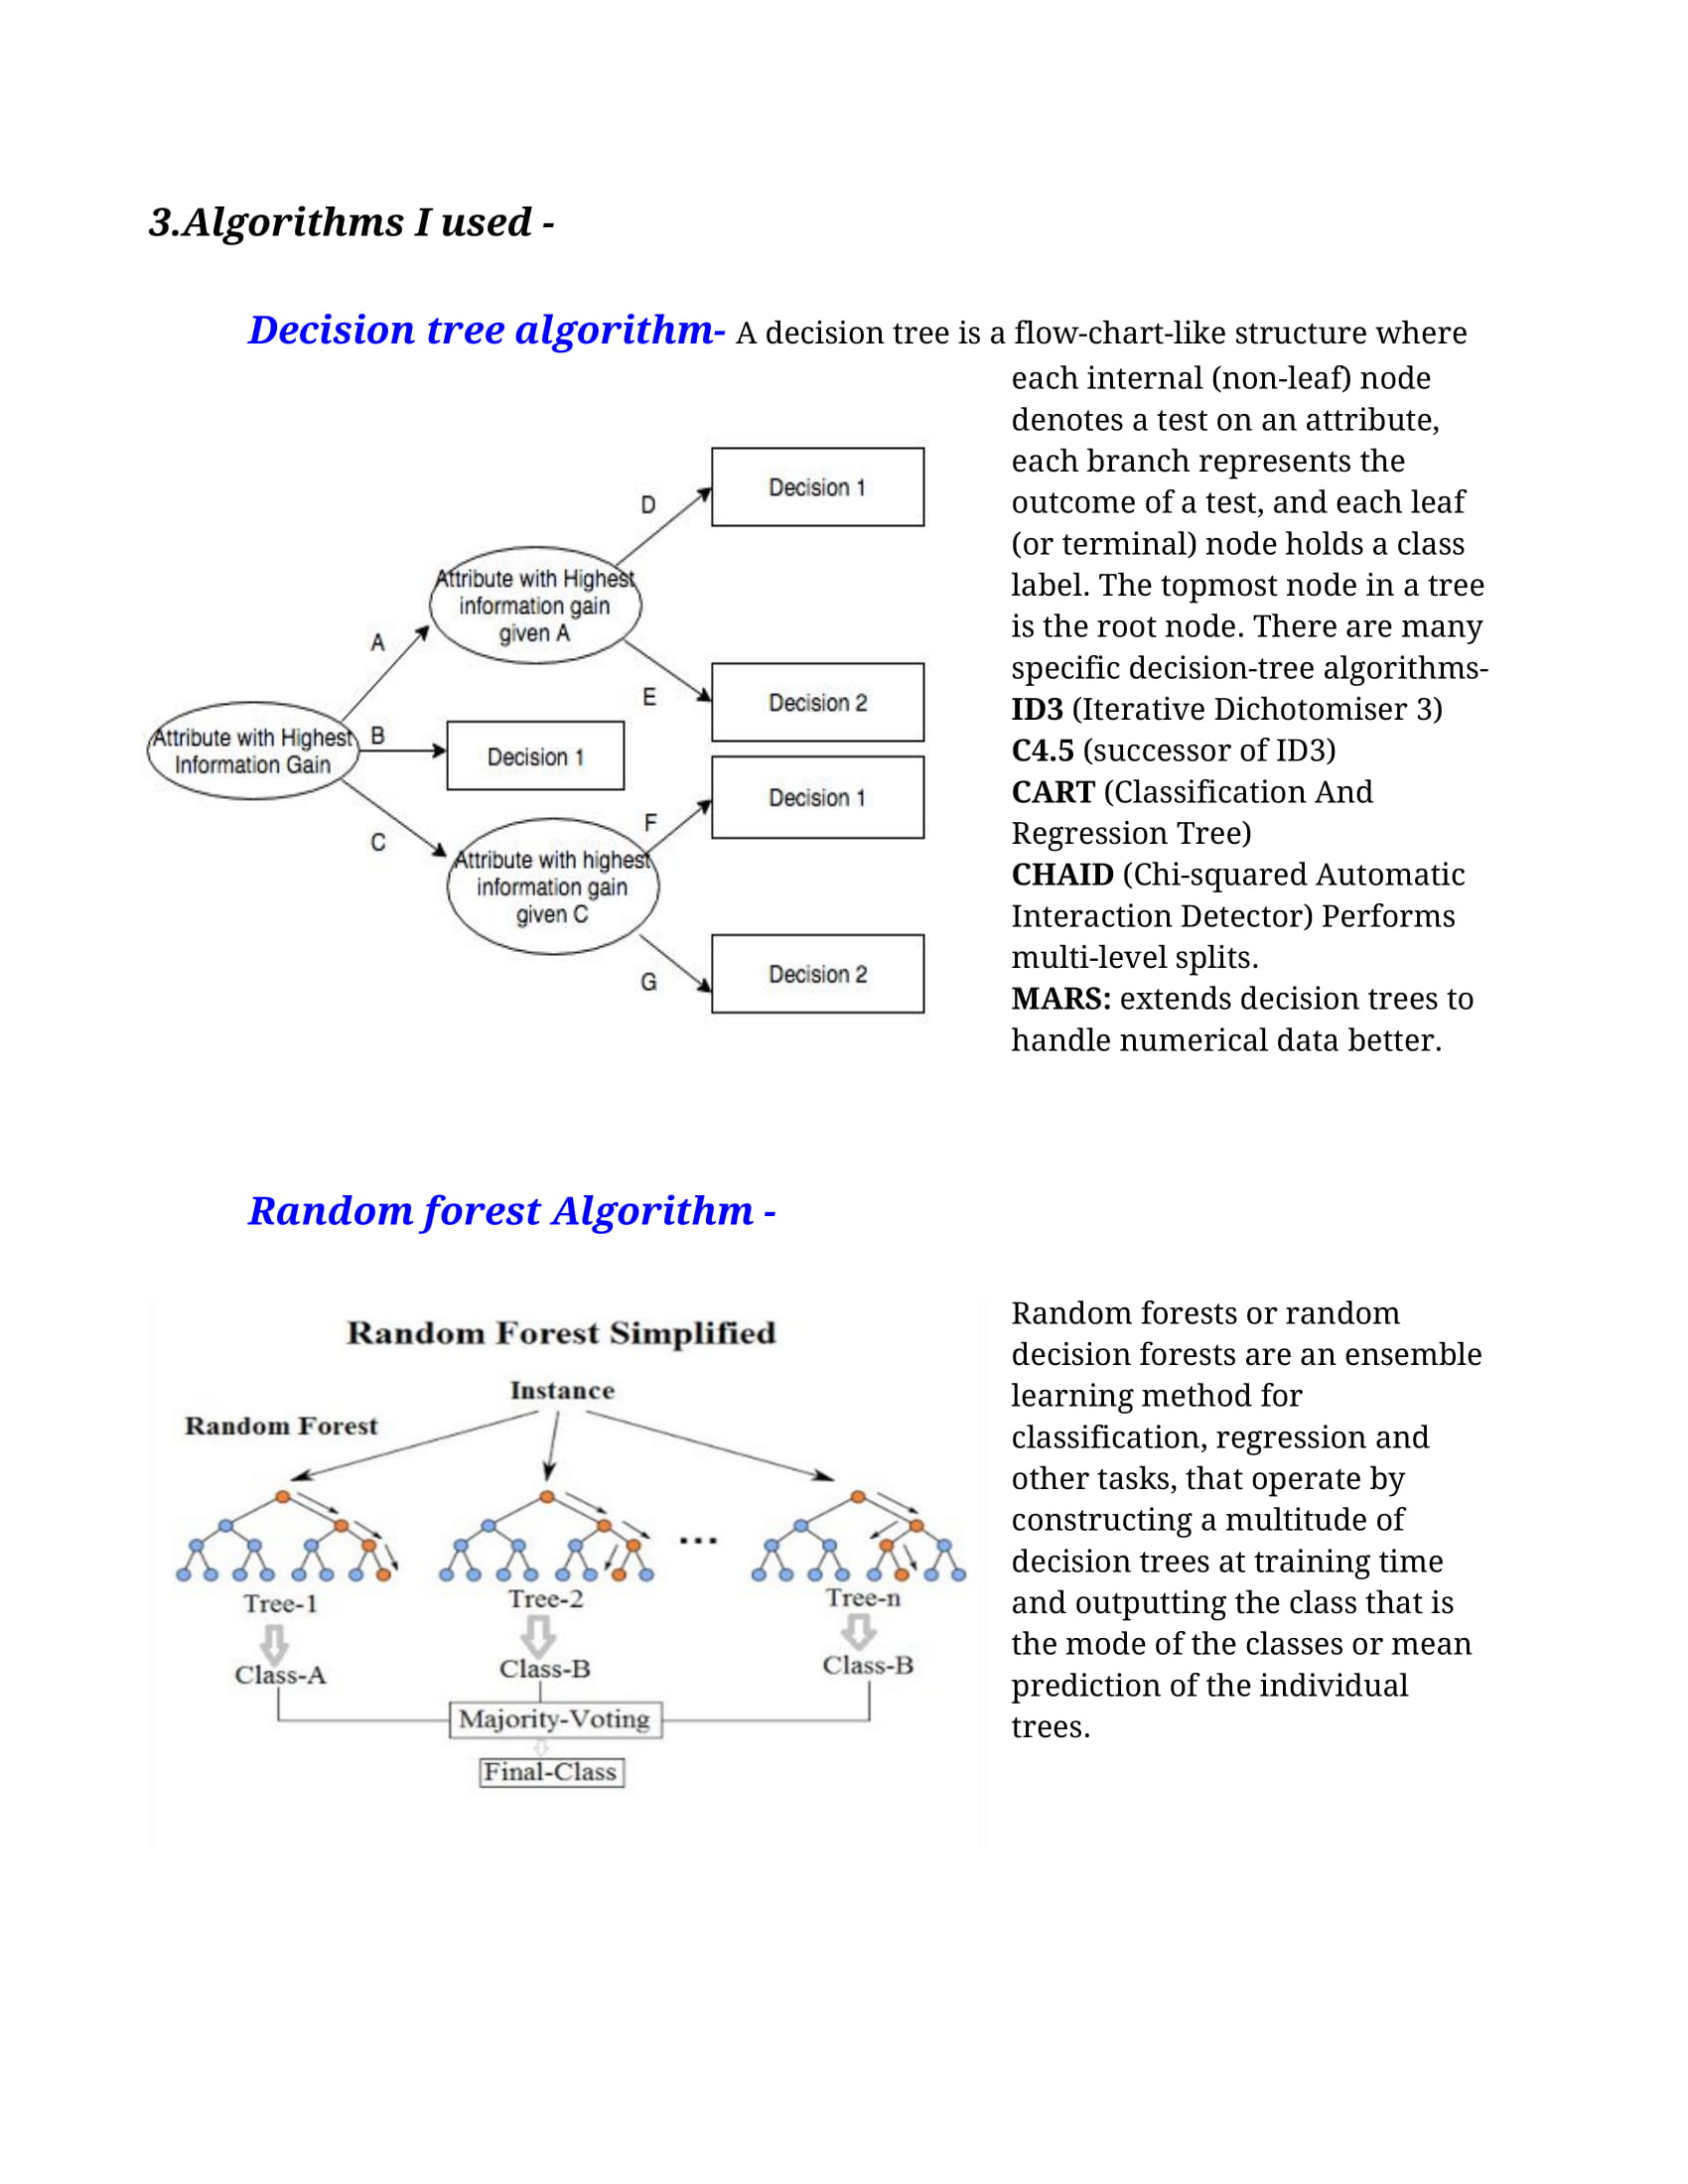 3.Algorithms I used -
Decision tree algorithm- A decision tree is a flow-chart-like structure where
each internal (non-leaf) node
denotes a test on an attribute,
each branch represents the
outcome of a test, and each leaf
(or terminal) node holds a class
label. The topmost node in a tree
is the root node. There are many
specific decision-tree algorithms-
ID3 (Iterative Dichotomiser 3)
C4.5 (successor of ID3)
CART (Classification And
Regression Tree)
CHAID (Chi-squared Automatic
Interaction Detector) Performs
multi-level splits.
MARS: extends decision trees to
handle numerical data better.
Attribute with Highest
Information Gain
A
B
C
Attribute with Highest
information gain
given A
D
E
Decision 1
Decision 2
Decision 1
Attribute with highest
information gain
given C
F
G
Decision 1
Decision 2
Random forest Algorithm -
Random Forest Simplified
Instance
Random Forest
...
Tree-1
Tree-2
Tree-n
Class-A
Class-B
Class-B
Majority-Voting
Final-Class
Random forests or random
decision forests are an ensemble
learning method for
classification, regression and
other tasks, that operate by
constructing a multitude of
decision trees at training time
and outputting the class that is
the mode of the classes or mean
prediction of the individual
trees.